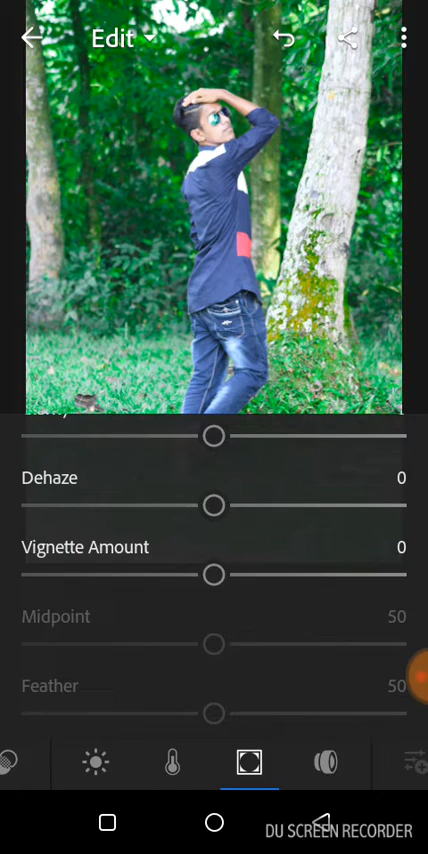 Edit
Dehaze 0
Vignette Amount 0
Midpoint 50
Feather 50
DU SCREEN RECORDER